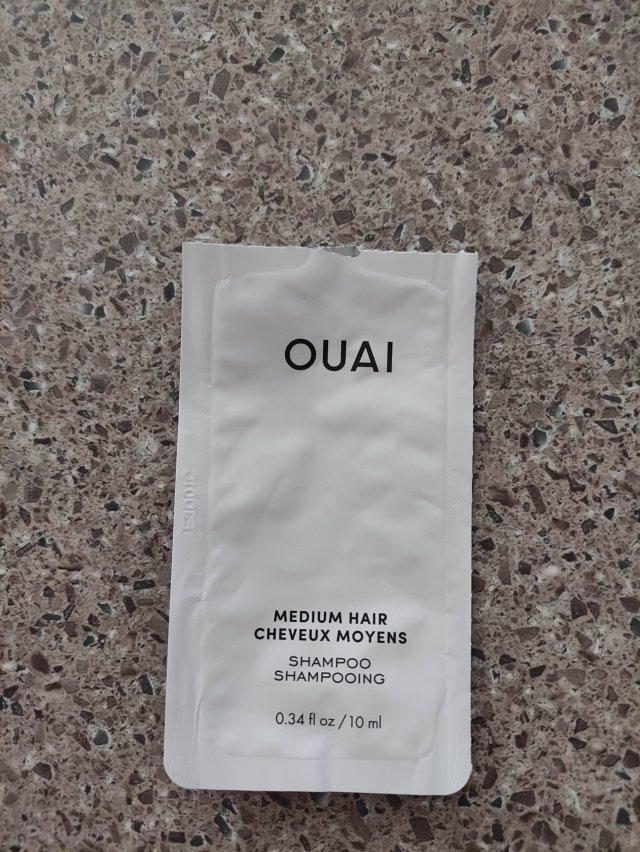 OUAI
MEDIUM HAIR
CHEVEUX MOYENS
SHAMPOO
SHAMPOOING
0.34 fl oz / 10 ml